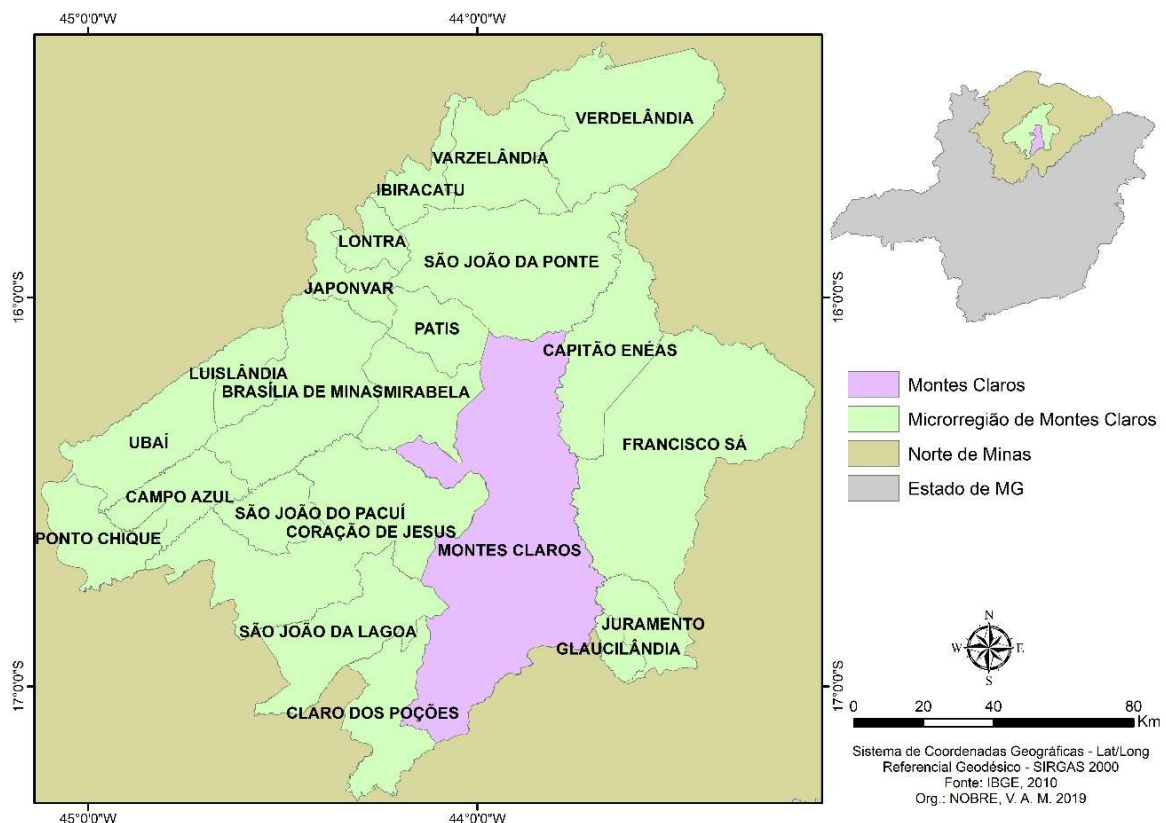 45°0'0"W
44°0'0"W
VERDELÂNDIA
VARZELÂNDIA
IBIRACATU
LONTRA
SÃO JOÃO DA PONTE
JAPONVAR
16°0'0"S
16°0'0"S
PATIS
CAPITÃO ENÉAS
LUISLÂNDIA
BRASÍLIA DE MINAS
MIRABELA
UBAÍ
FRANCISCO SÁ
CAMPO AZUL
SÃO JOÃO DO PACUÍ
PONTO CHIQUE
CORAÇÃO DE JESUS
MONTES CLAROS
JURAMENTO
SÃO JOÃO DA LAGOA
GLAUCILÂNDIA
17°0'0"S
17°0'0"S
CLARO DOS POÇÕES
45°0'0"W
44°0'0"W
Montes Claros
Microrregião de Montes Claros
Norte de Minas
Estado de MG
N
W
E
S
0 20 40 80
Km
Sistema de Coordenadas Geográficas - Lat/Long
Referencial Geodésico - SIRGAS 2000
Fonte: IBGE, 2010
Org.: NOBRE, V. A. M. 2019